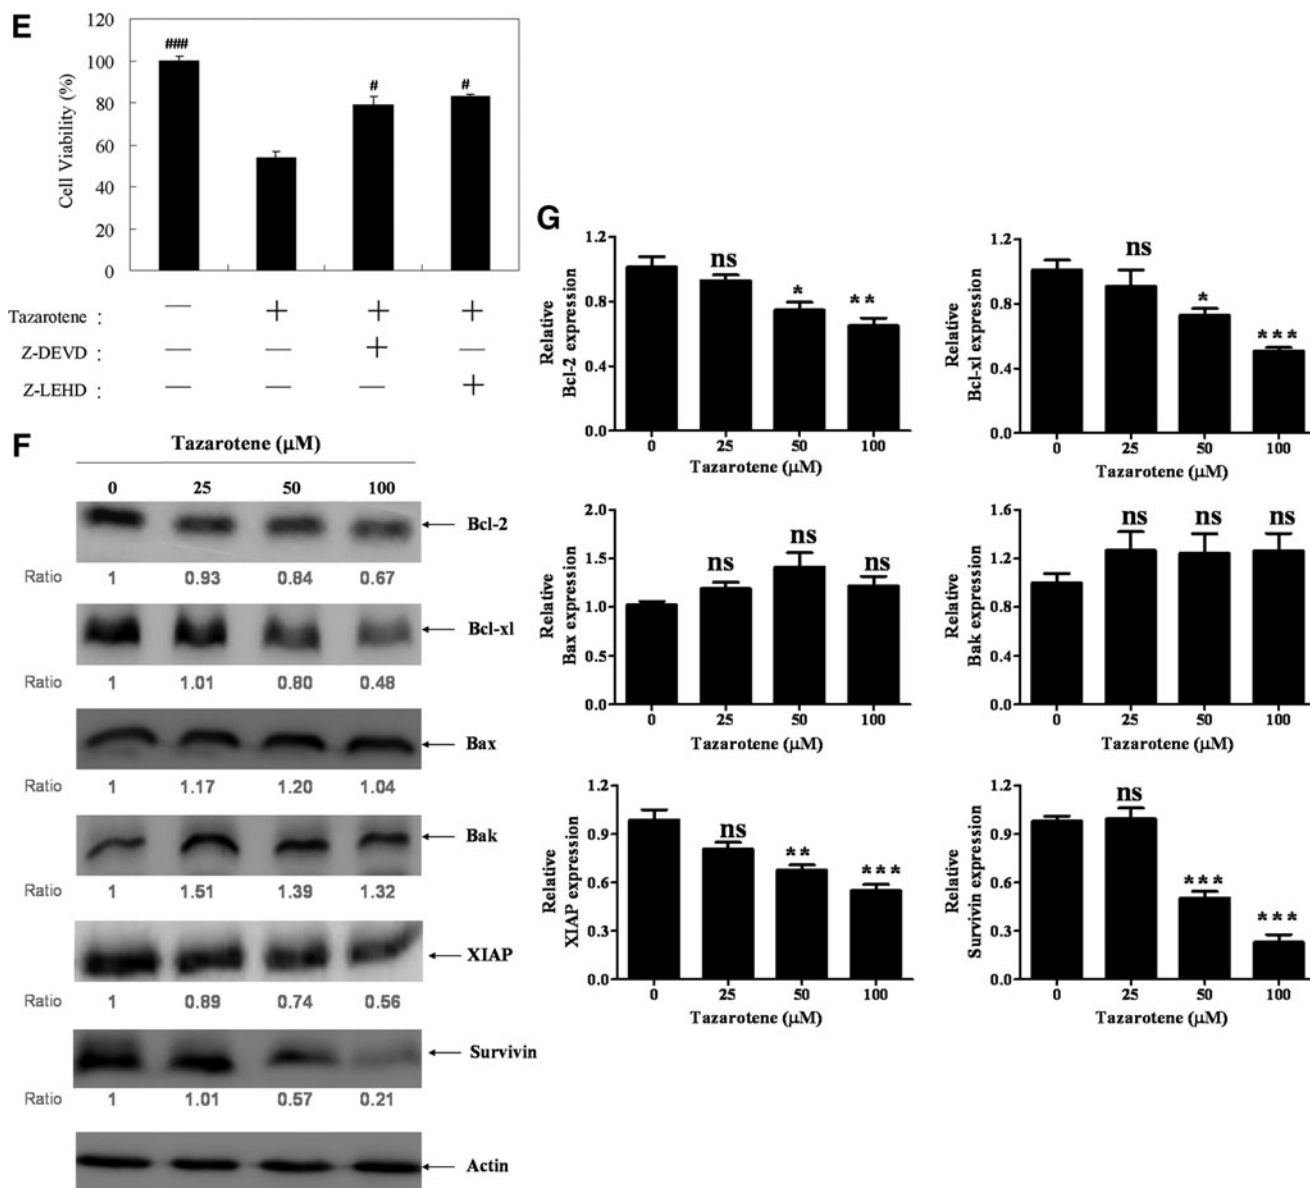 E
120
100
80
60
40
20
0
Cell Viability (%)
###
#
#
Tazarotene : — + + +
Z-DEVD : — — + —
Z-LEHD : — — — +
F
Tazarotene (μM)
0 25 50 100
Bcl-2
Ratio 1 0.93 0.84 0.67
Bcl-xl
Ratio 1 1.01 0.80 0.48
Bax
Ratio 1 1.17 1.20 1.04
Bak
Ratio 1 1.51 1.39 1.32
XIAP
Ratio 1 0.89 0.74 0.56
Survivin
Ratio 1 1.01 0.57 0.21
Actin
G
Relative
Bcl-2 expression
1.2
0.8
0.4
0.0
ns * **
0 25 50 100
Tazarotene (μM)
Relative
Bcl-xl expression
1.2
0.8
0.4
0.0
ns * ***
0 25 50 100
Tazarotene (μM)
Relative
Bax expression
2.0
1.5
1.0
0.5
0.0
ns ns ns
0 25 50 100
Tazarotene (μM)
Relative
Bak expression
1.6
1.2
0.8
0.4
0.0
ns ns ns
0 25 50 100
Tazarotene (μM)
Relative
XIAP expression
1.2
0.9
0.6
0.3
0.0
ns ** ***
0 25 50 100
Tazarotene (μM)
Relative
Survivin expression
1.2
0.9
0.6
0.3
0.0
ns *** ***
0 25 50 100
Tazarotene (μM)